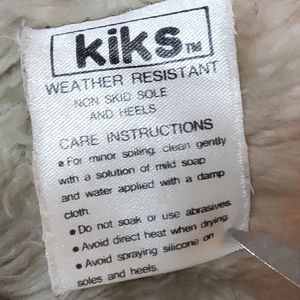 kiks TM
WEATHER RESISTANT
NON SKID SOLE
AND HEELS
CARE INSTRUCTIONS
• For minor soiling, clean gently
with a solution of mild soap
and water applied with a damp
cloth.
• Do not soak or use abrasives.
• Avoid direct heat when drying.
• Avoid spraying silicone on
soles and heels.